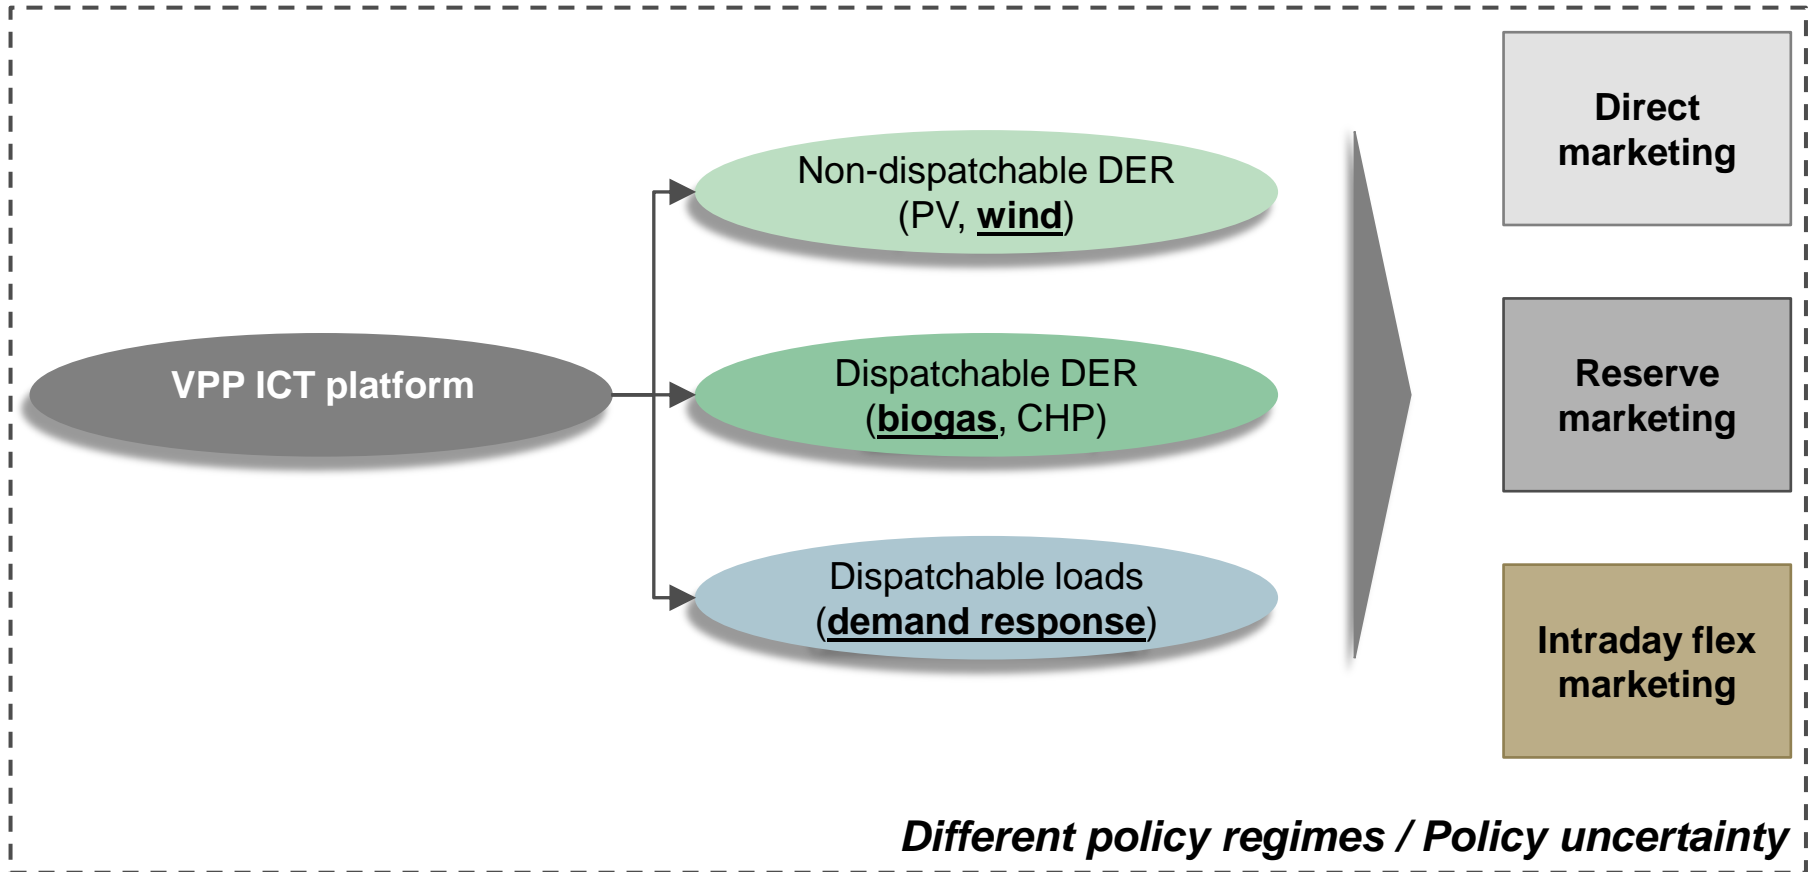 VPP ICT platform
Non-dispatchable DER
(PV, wind)
Dispatchable DER
(biogas, CHP)
Dispatchable loads
(demand response)
Direct
marketing
Reserve
marketing
Intraday flex
marketing
Different policy regimes / Policy uncertainty